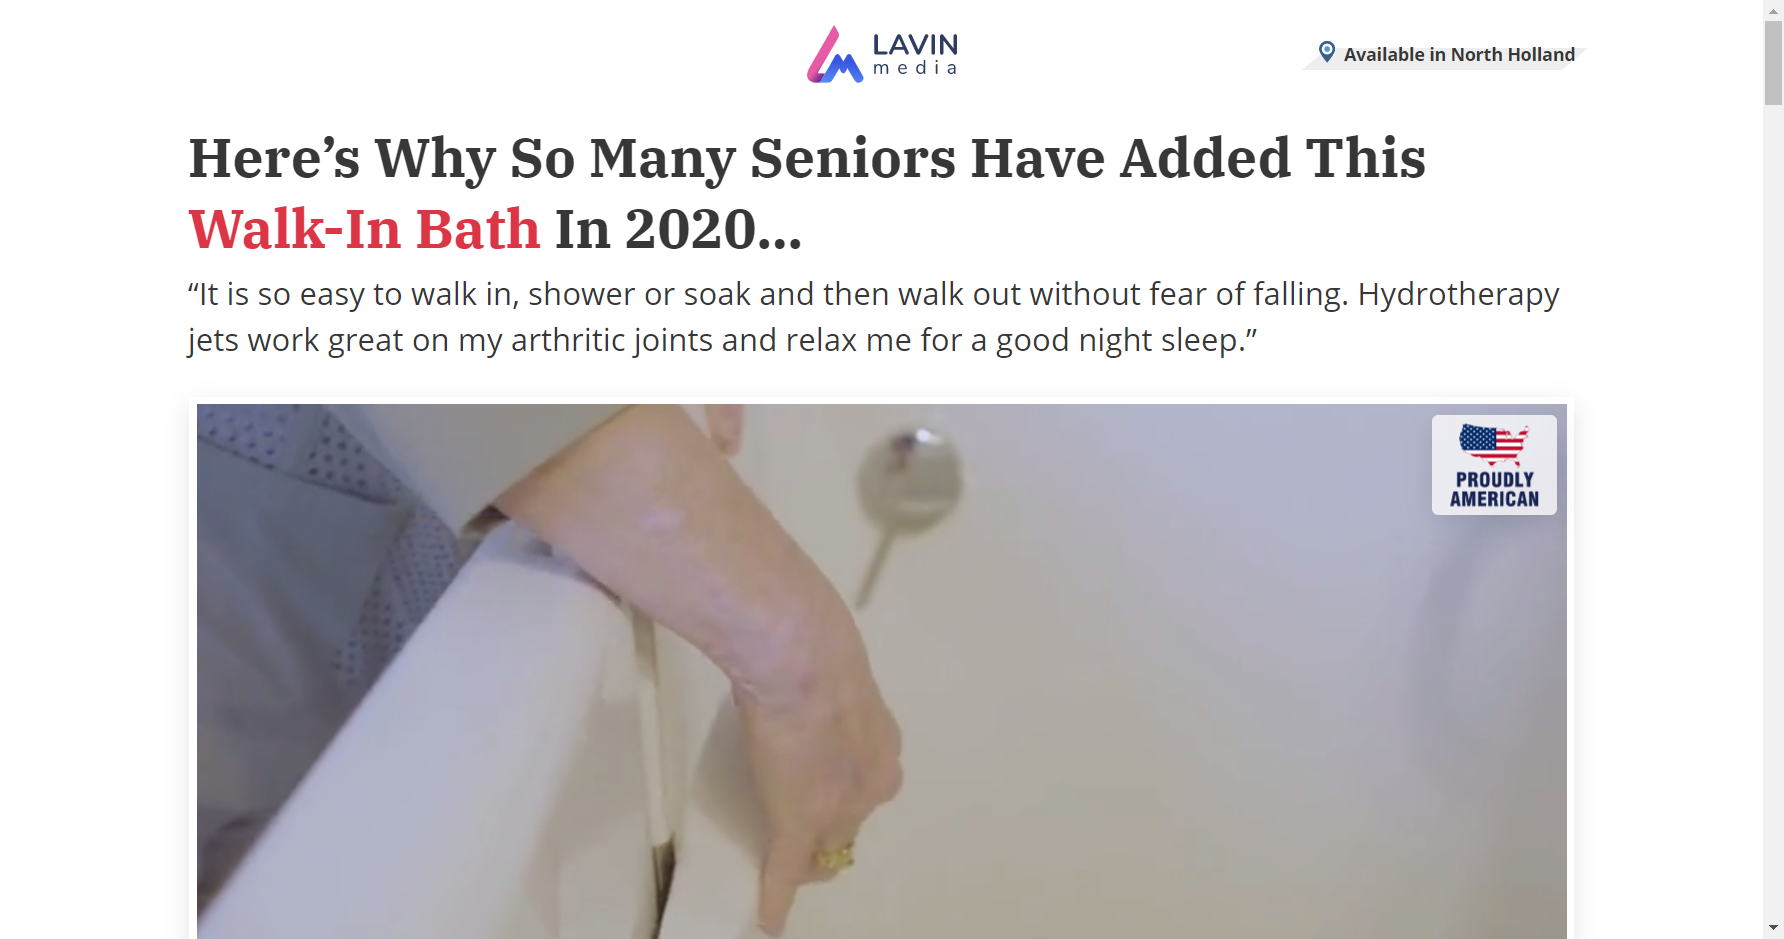 LAVIN
media
Available in North Holland
Here’s Why So Many Seniors Have Added This
Walk-In Bath In 2020...
“It is so easy to walk in, shower or soak and then walk out without fear of falling. Hydrotherapy
jets work great on my arthritic joints and relax me for a good night sleep.”
PROUDLY
AMERICAN